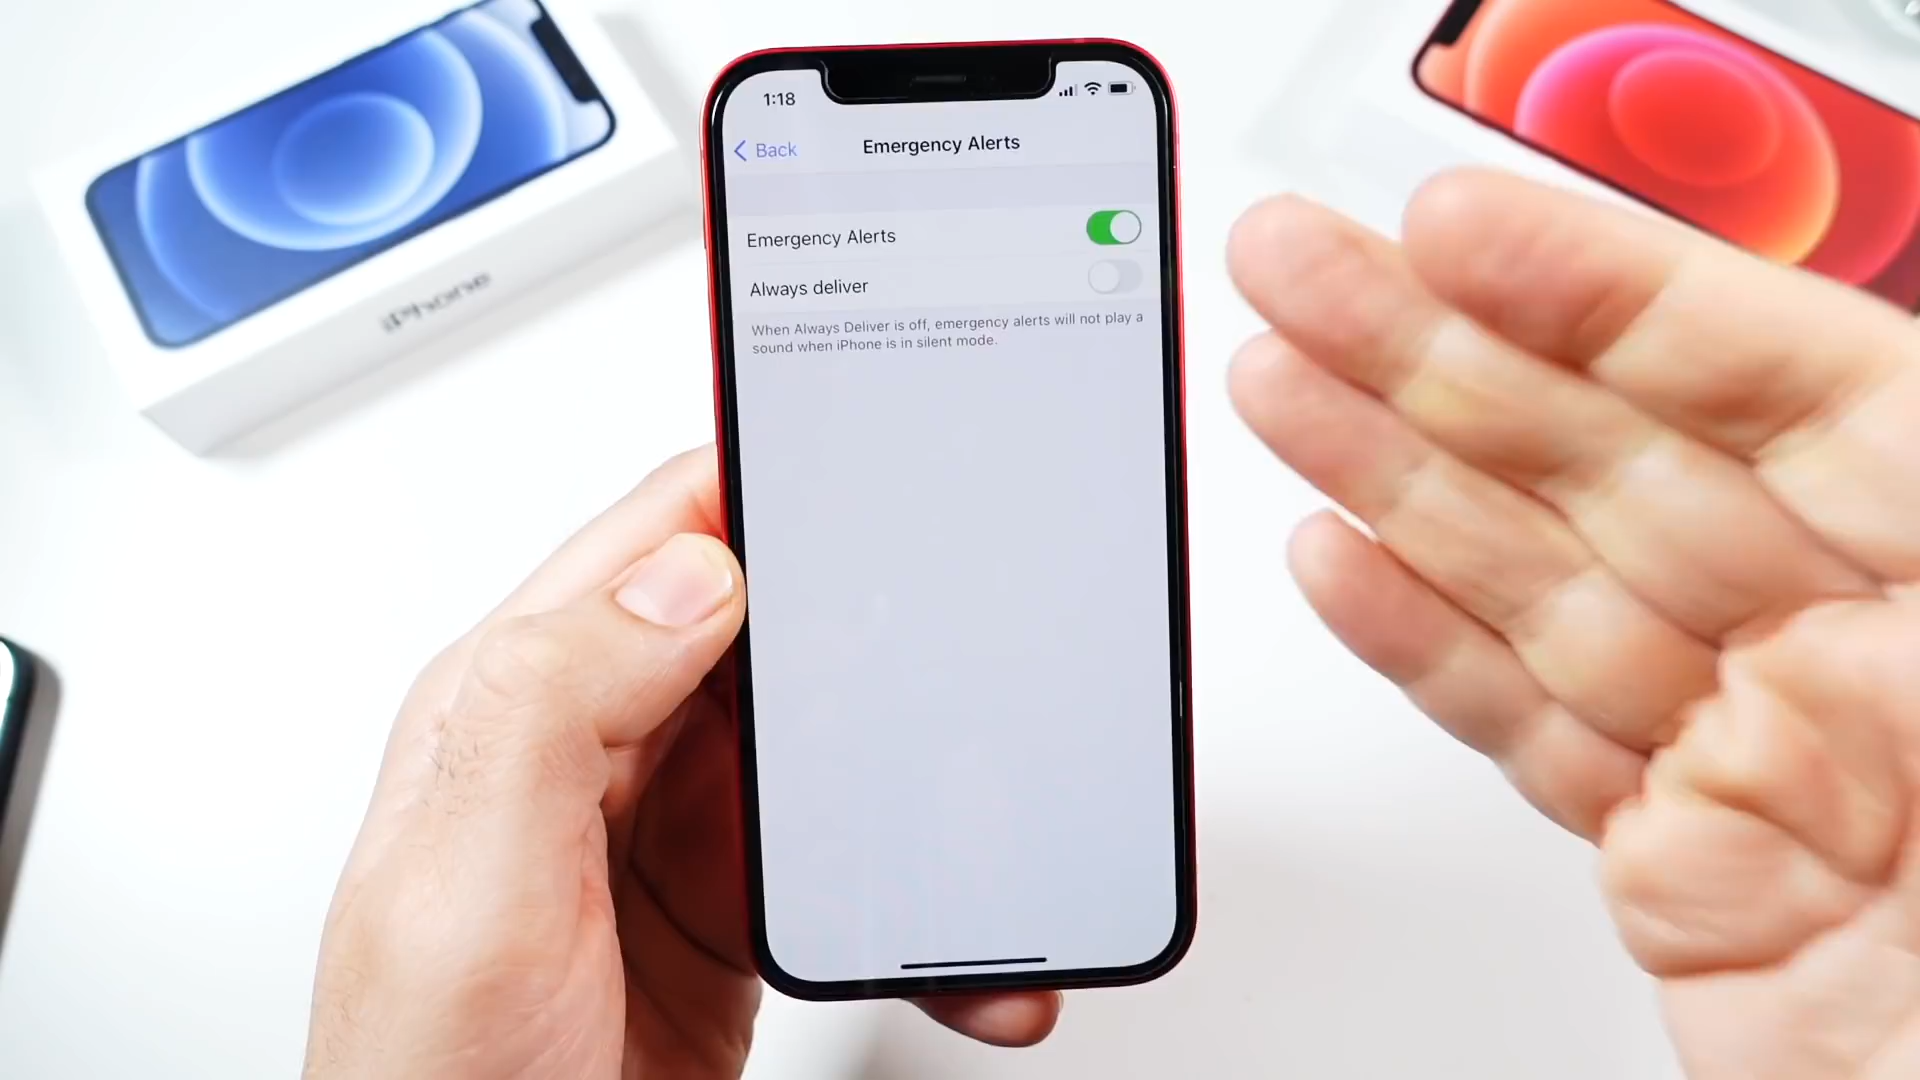 iPhone
1:18
Back
Emergency Alerts
Emergency Alerts
Always deliver
When Always Deliver is off, emergency alerts will not play a
sound when iPhone is in silent mode.